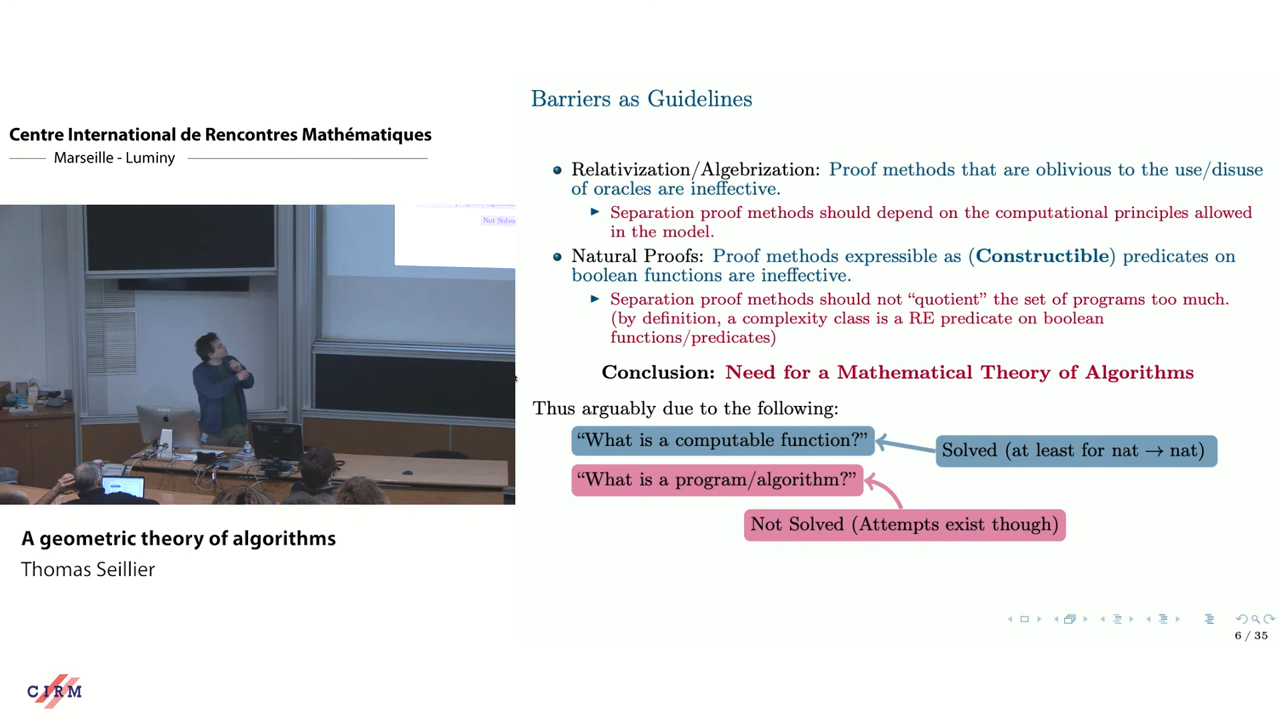 Centre International de Rencontres Mathématiques
Marseille - Luminy
Not Solve
A geometric theory of algorithms
Thomas Seillier
CIRM
Barriers as Guidelines
Relativization/Algebrization: Proof methods that are oblivious to the use/disuse
of oracles are ineffective.
Separation proof methods should depend on the computational principles allowed
in the model.
Natural Proofs: Proof methods expressible as (Constructible) predicates on
boolean functions are ineffective.
Separation proof methods should not “quotient” the set of programs too much.
(by definition, a complexity class is a RE predicate on boolean
functions/predicates)
Conclusion: Need for a Mathematical Theory of Algorithms
Thus arguably due to the following:
“What is a computable function?”
Solved (at least for nat → nat)
“What is a program/algorithm?”
Not Solved (Attempts exist though)
6 / 35